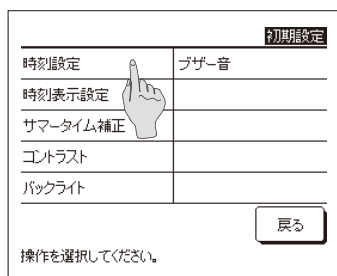 初期設定
時刻設定
ブザー音
時刻表示設定
サマータイム補正
コントラスト
バックライト
戻る
操作を選択してください。